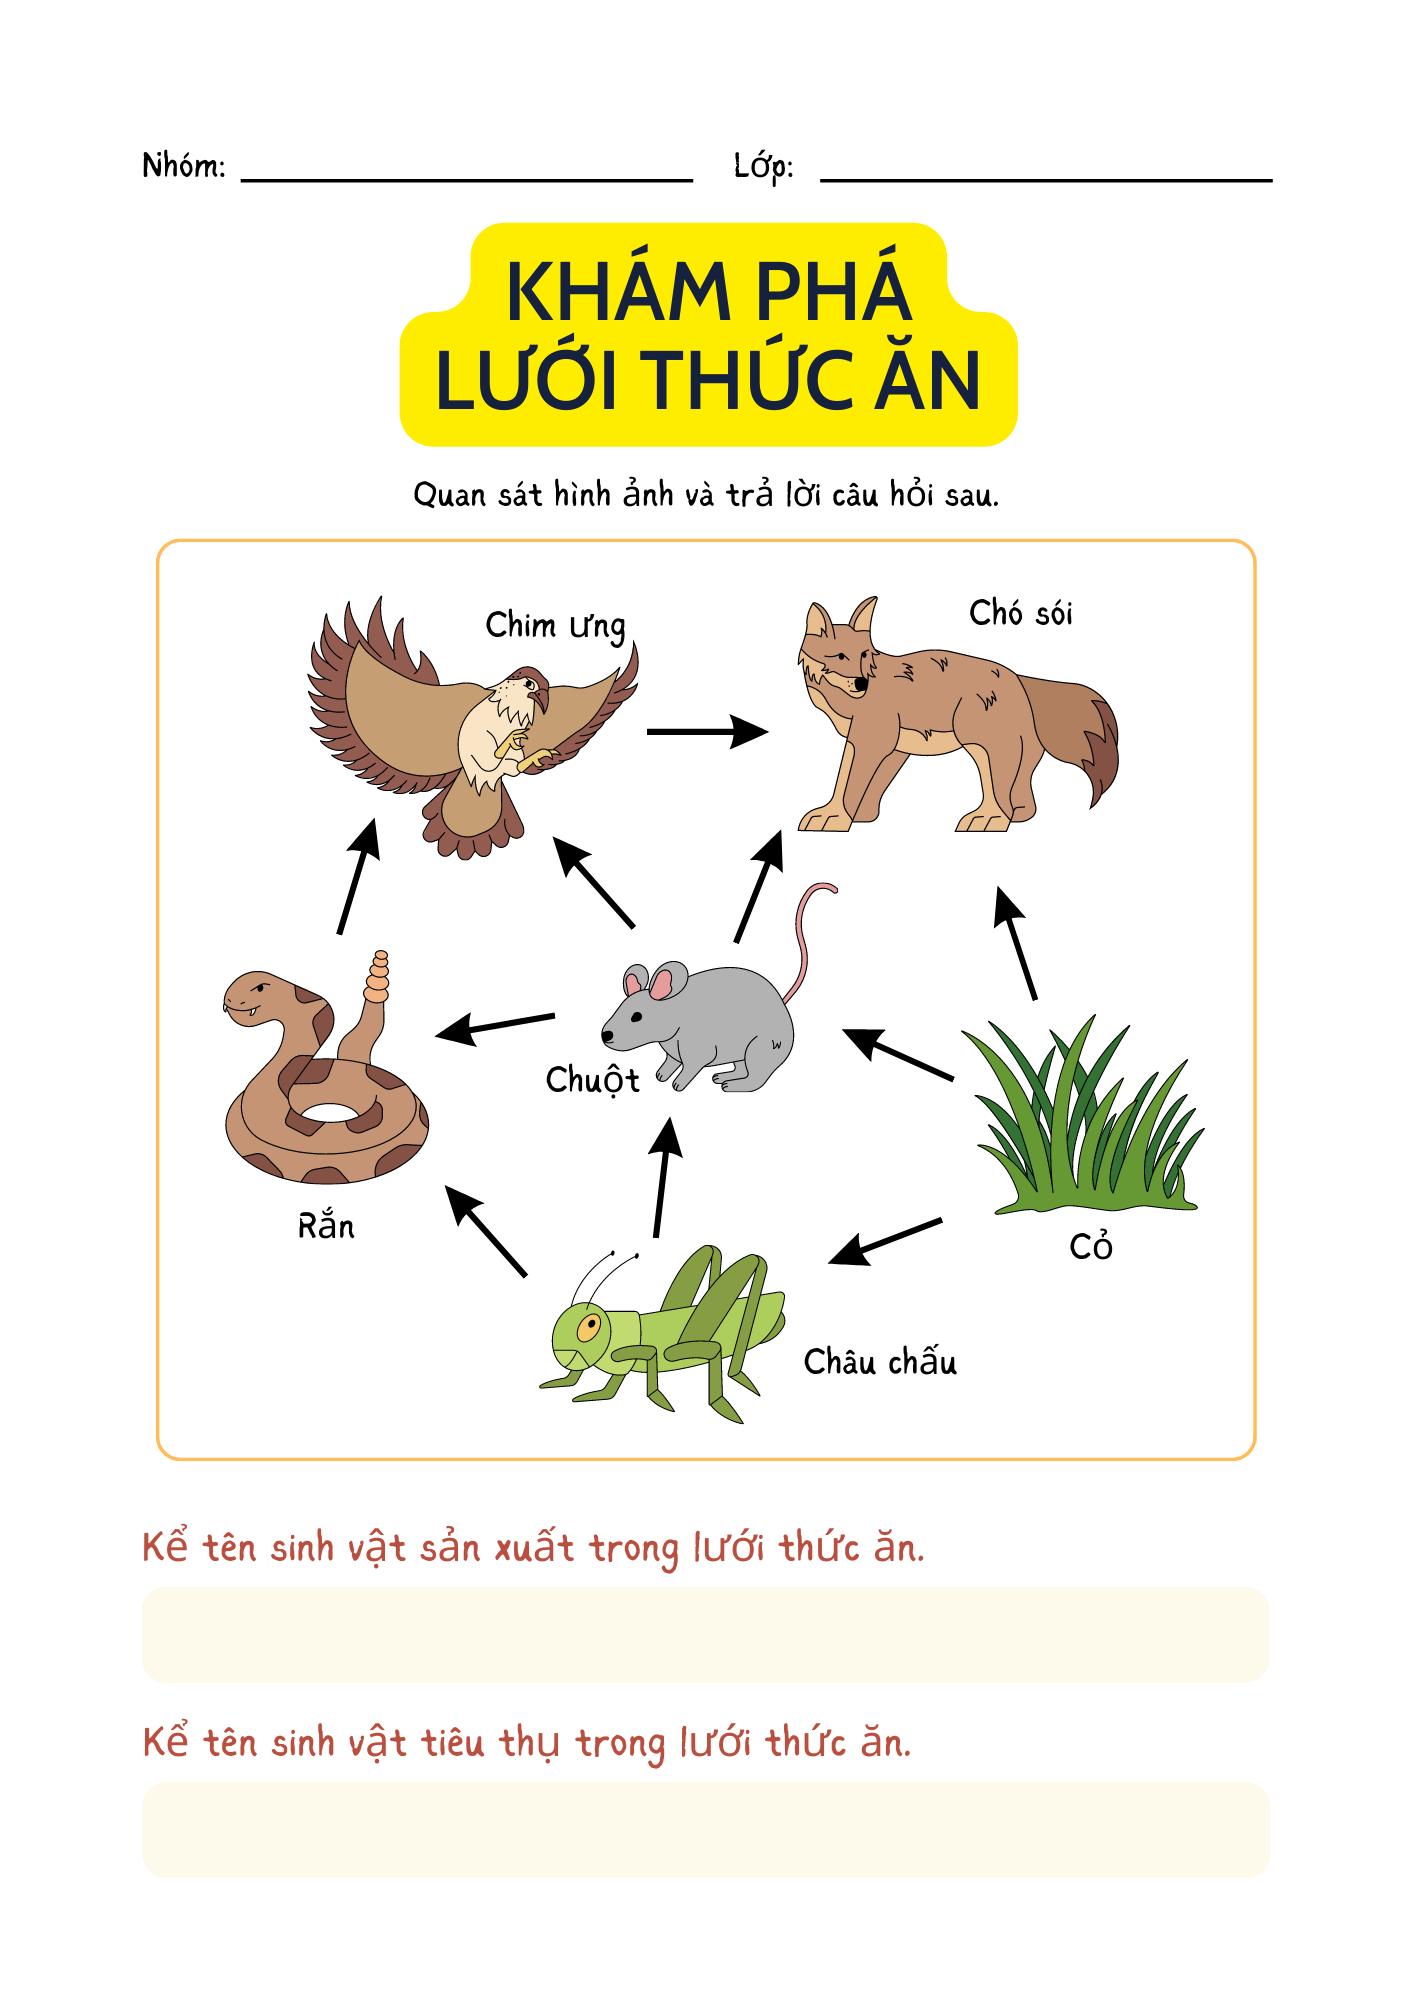 Nhóm: Lớp:
KHÁM PHÁ
LƯỚI THỨC ĂN
Quan sát hình ảnh và trả lời câu hỏi sau.
Chim ưng
Chó sói
Chuột
Rắn
Cỏ
Châu chấu
Kể tên sinh vật sản xuất trong lưới thức ăn.
Kể tên sinh vật tiêu thụ trong lưới thức ăn.